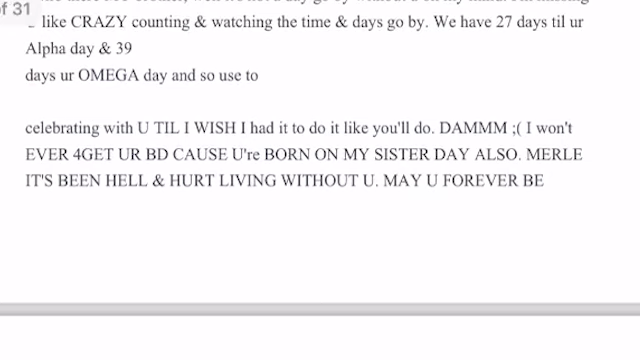 of 31
like CRAZY counting & watching the time & days go by. We have 27 days til ur
Alpha day & 39
days ur OMEGA day and so use to
celebrating with U TIL I WISH I had it to do it like you'll do. DAMMM ;( I won't
EVER 4GET UR BD CAUSE U're BORN ON MY SISTER DAY ALSO. MERLE
IT'S BEEN HELL & HURT LIVING WITHOUT U. MAY U FOREVER BE